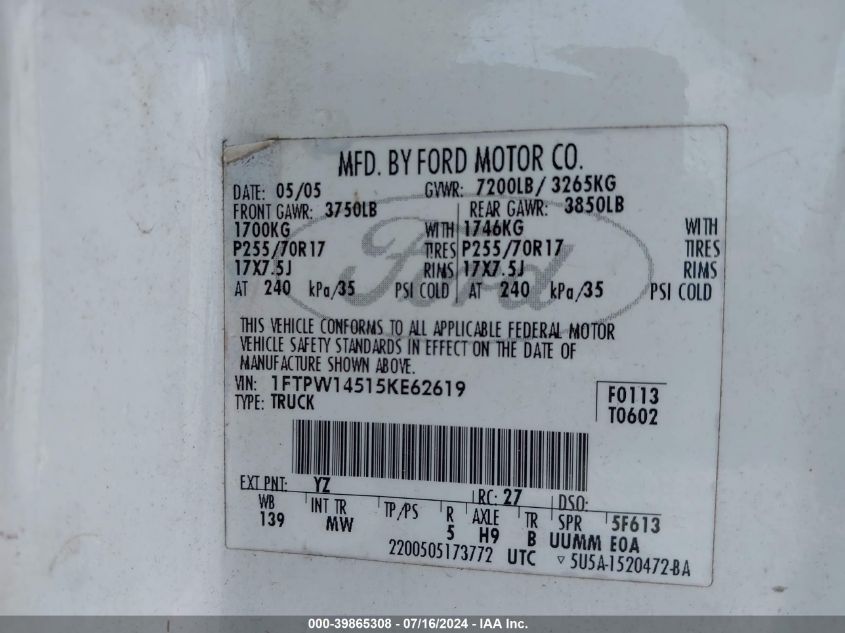 MFD. BY FORD MOTOR CO.
DATE: 05/05 GVWR: 7200LB/ 3265KG
FRONT GAWR: 3750LB REAR GAWR: 3850LB
1700KG WITH 1746KG WITH
P255/70R17 TIRES P255/70R17 TIRES
17X7.5J RIMS 17X7.5J RIMS
AT 240 kPa/35 PSI COLD AT 240 kPa/35 PSI COLD
Ford
THIS VEHICLE CONFORMS TO ALL APPLICABLE FEDERAL MOTOR
VEHICLE SAFETY STANDARDS IN EFFECT ON THE DATE OF
MANUFACTURE SHOWN ABOVE.
VIN: 1FTPW14515KE62619
TYPE: TRUCK
F0113
T0602
EXT PNT: YZ RC: 27 DSO:
WB INT TR TP/PS R AXLE TR SPR 5F613
139 MW 5 H9 B UUMM E0A
2200505173772 UTC ▽ 5U5A-1520472-BA
000-39865308 - 07/16/2024 - IAA Inc.